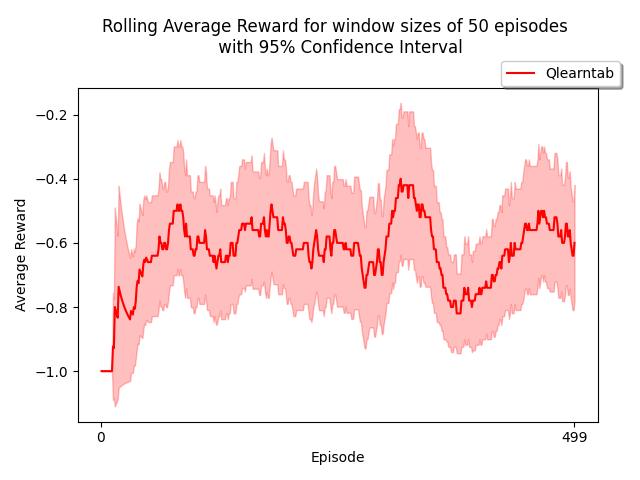 Rolling Average Reward for window sizes of 50 episodes
with 95% Confidence Interval
Qlearntab
−0.2
−0.4
−0.6
−0.8
−1.0
Average Reward
0
499
Episode